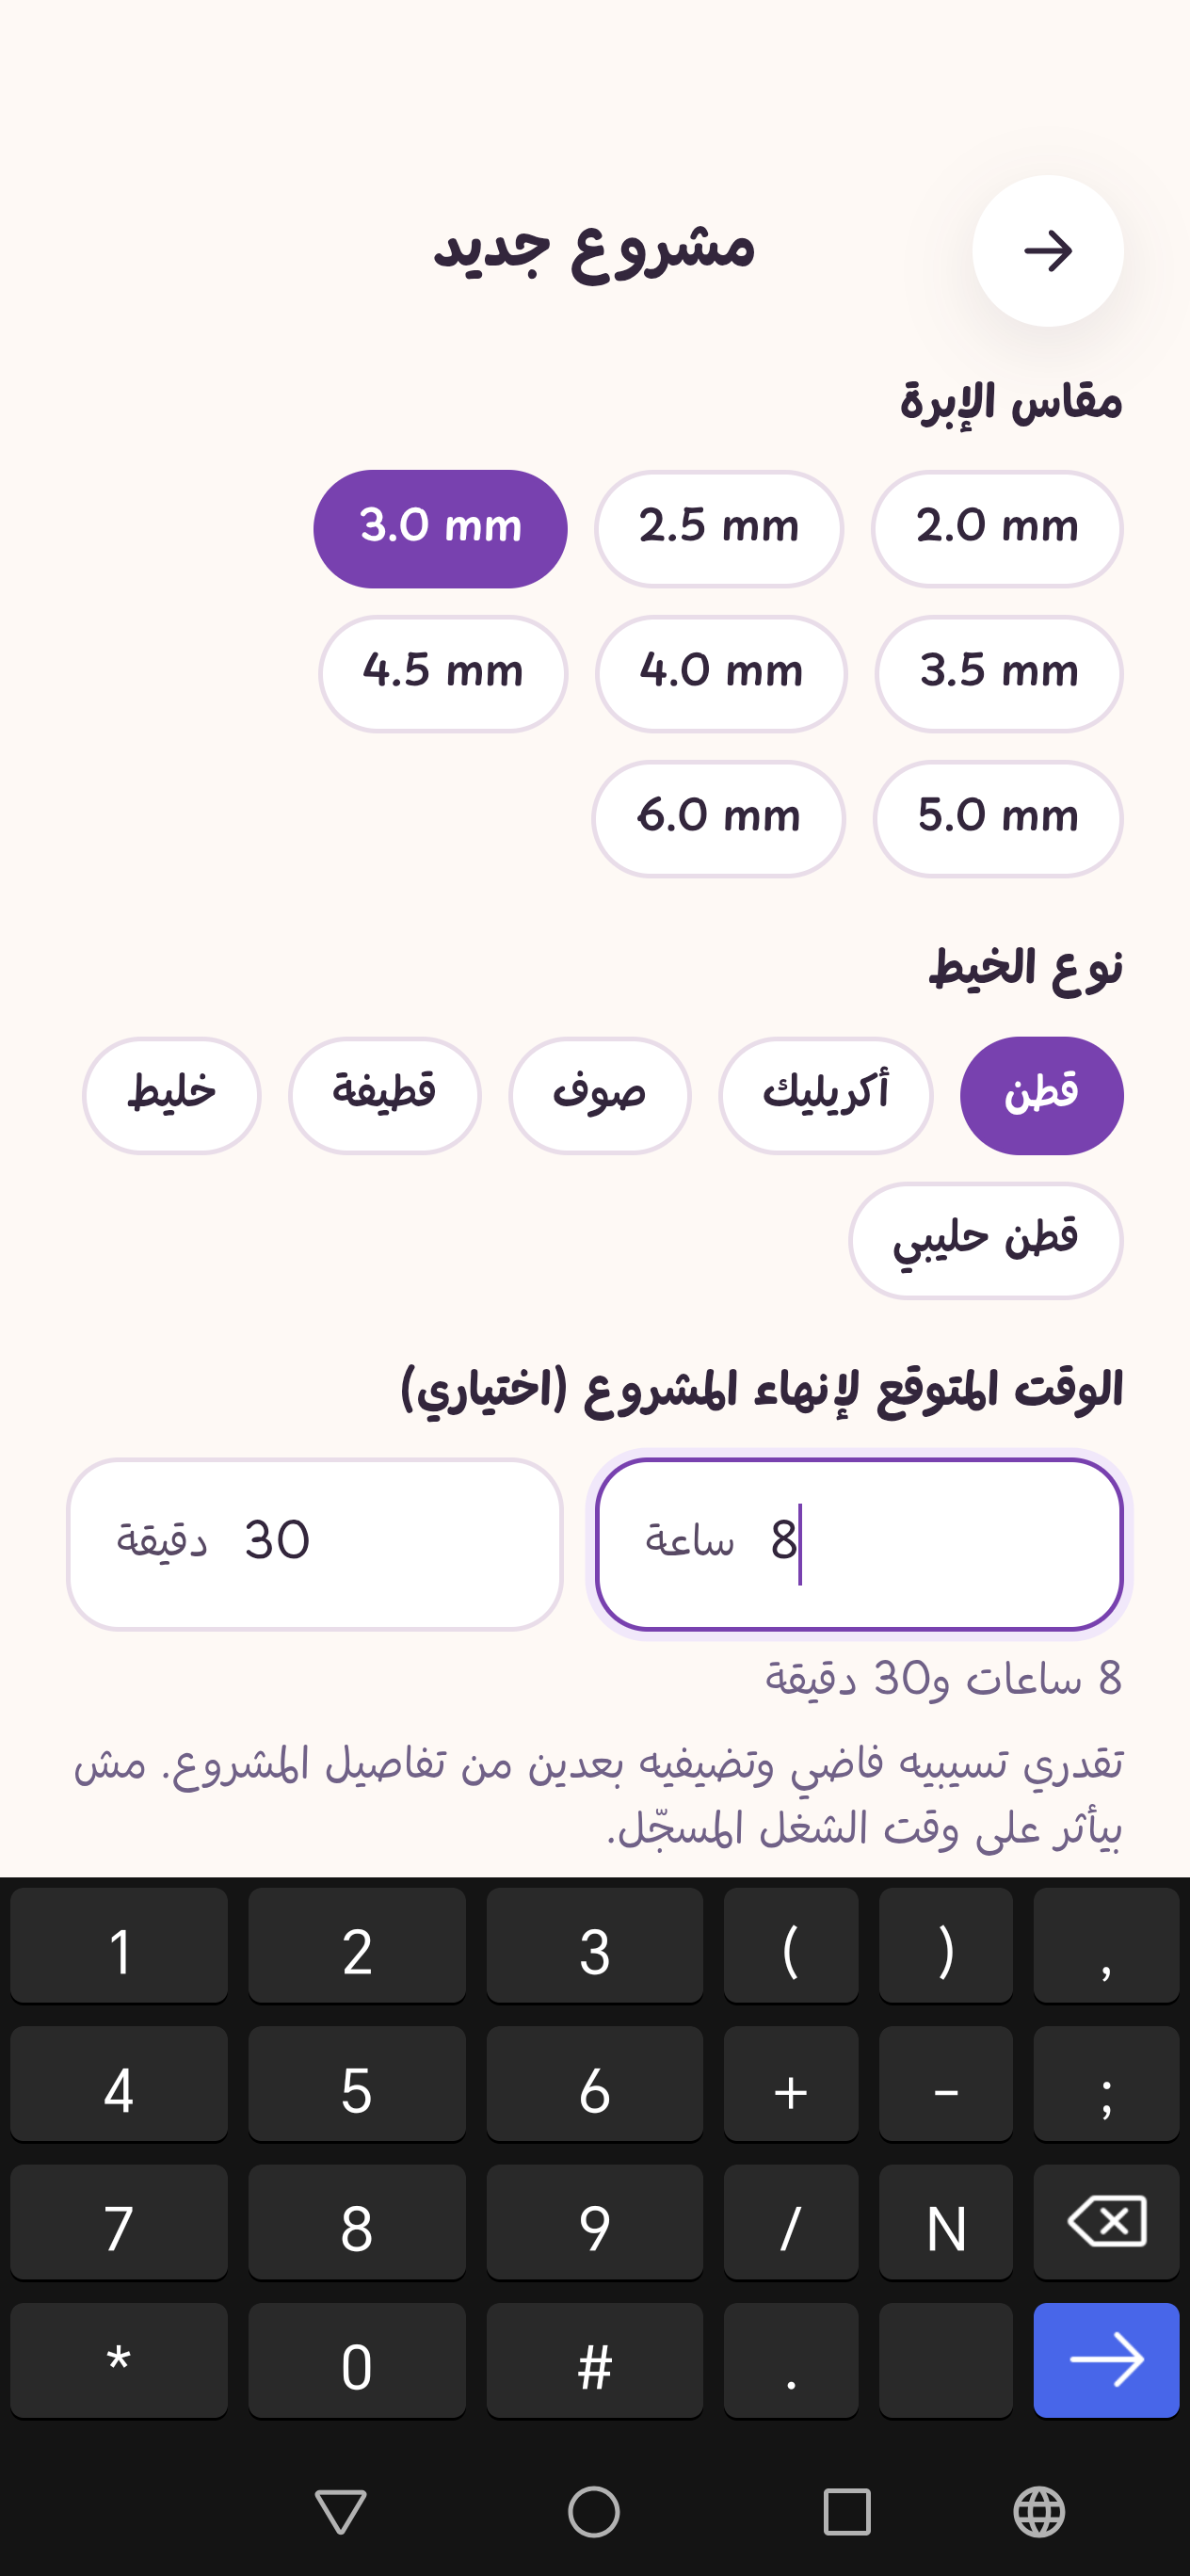 مشروع جديد
مقاس الإبرة
2.0 mm
2.5 mm
3.0 mm
3.5 mm
4.0 mm
4.5 mm
5.0 mm
6.0 mm
نوع الخيط
قطن
أكريليك
صوف
قطيفة
خليط
قطن حليبي
الوقت المتوقع لإنهاء المشروع (اختياري)
8 ساعة
30 دقيقة
8 ساعات و30 دقيقة
تقدري تسيبيه فاضي وتضيفيه بعدين من تفاصيل المشروع. مش
بيأثر على وقت الشغل المسجّل.
1 2 3 ( ) ,
4 5 6 + - ;
7 8 9 / N
* 0 # .